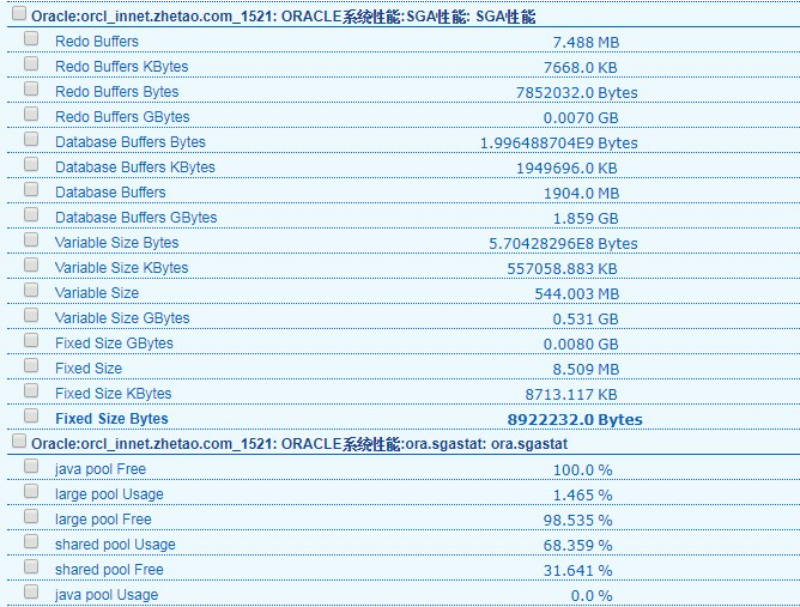 Oracle:orcl_innet.zhetao.com_1521: ORACLE系统性能:SGA性能: SGA性能
Redo Buffers 7.488 MB
Redo Buffers KBytes 7668.0 KB
Redo Buffers Bytes 7852032.0 Bytes
Redo Buffers GBytes 0.0070 GB
Database Buffers Bytes 1.996488704E9 Bytes
Database Buffers KBytes 1949696.0 KB
Database Buffers 1904.0 MB
Database Buffers GBytes 1.859 GB
Variable Size Bytes 5.70428296E8 Bytes
Variable Size KBytes 557058.883 KB
Variable Size 544.003 MB
Variable Size GBytes 0.531 GB
Fixed Size GBytes 0.0080 GB
Fixed Size 8.509 MB
Fixed Size KBytes 8713.117 KB
Fixed Size Bytes 8922232.0 Bytes
Oracle:orcl_innet.zhetao.com_1521: ORACLE系统性能:ora.sgastat: ora.sgastat
java pool Free 100.0 %
large pool Usage 1.465 %
large pool Free 98.535 %
shared pool Usage 68.359 %
shared pool Free 31.641 %
java pool Usage 0.0 %